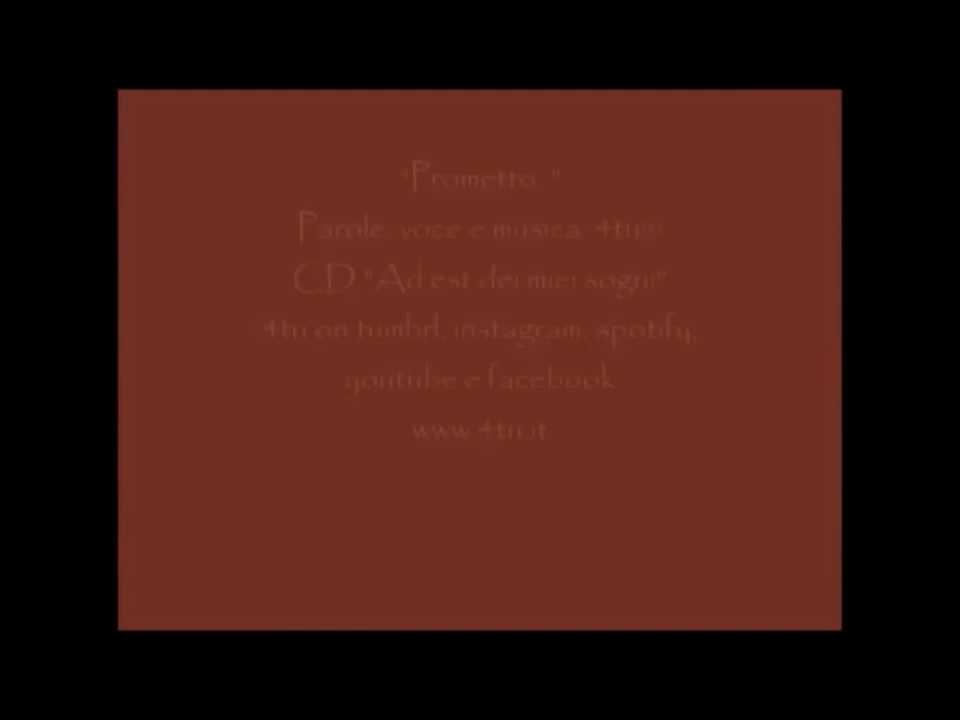 "Prometto "
Parole, voce e musica: 4tu®
CD "Ad est dei miei sogni"
4tu on tumbrl, instagram, spotify,
youtube e facebook
www.4tu.it